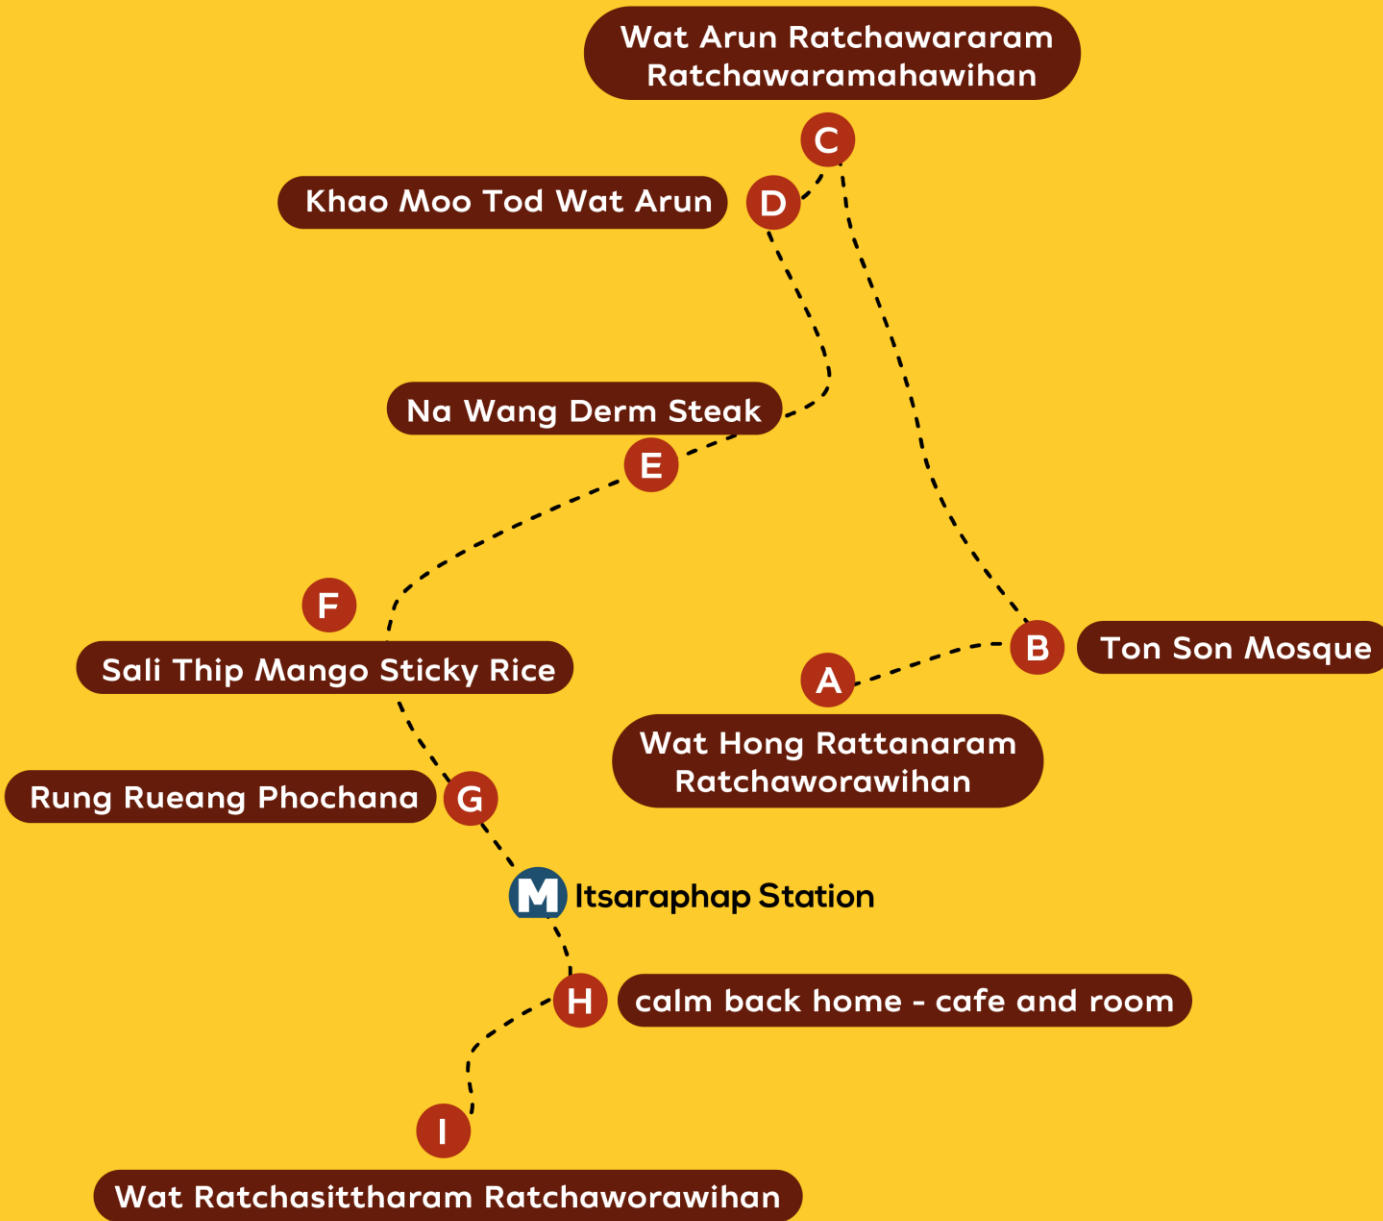 Wat Arun Ratchawararam
Ratchawaramahawihan
C
Khao Moo Tod Wat Arun
D
Na Wang Derm Steak
E
F
Sali Thip Mango Sticky Rice
B
Ton Son Mosque
A
Wat Hong Rattanaram
Ratchaworawihan
Rung Rueang Phochana
G
M
Itsaraphap Station
H
calm back home - cafe and room
I
Wat Ratchasittharam Ratchaworawihan